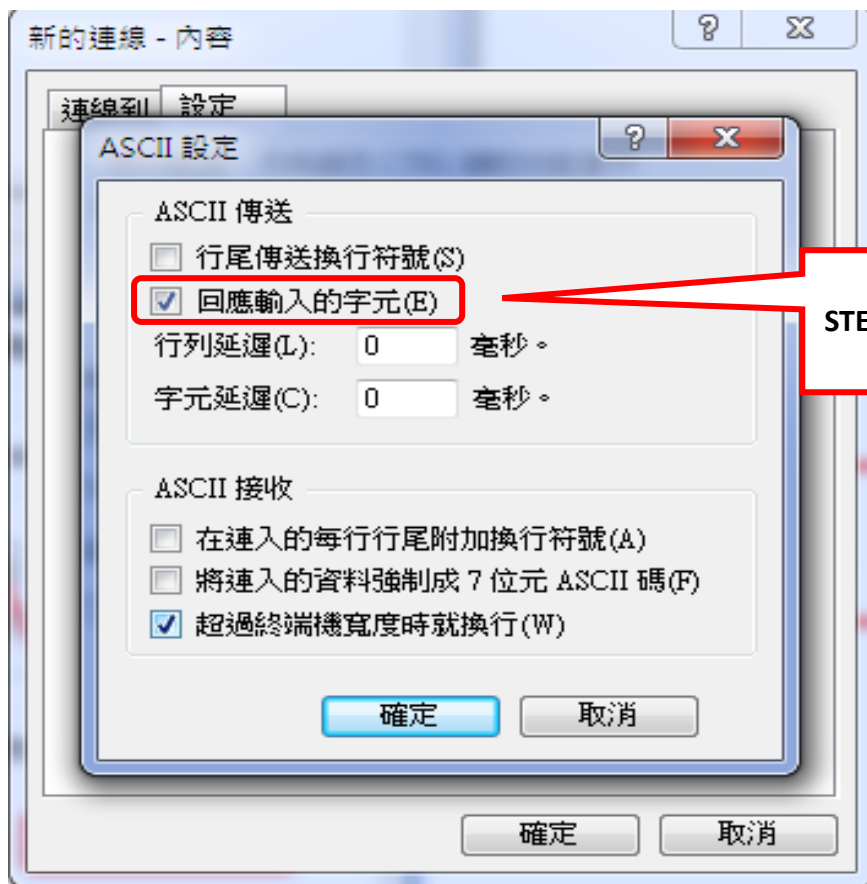 新的連線 - 內容
連線到 設定
ASCII 設定
ASCII 傳送
行尾傳送換行符號(S)
回應輸入的字元(E)
行列延遲(L): 0 毫秒。
字元延遲(C): 0 毫秒。
STE
ASCII 接收
在連入的每行行尾附加換行符號(A)
將連入的資料強制成 7 位元 ASCII 碼(F)
超過終端機寬度時就換行(W)
確定 取消
確定 取消